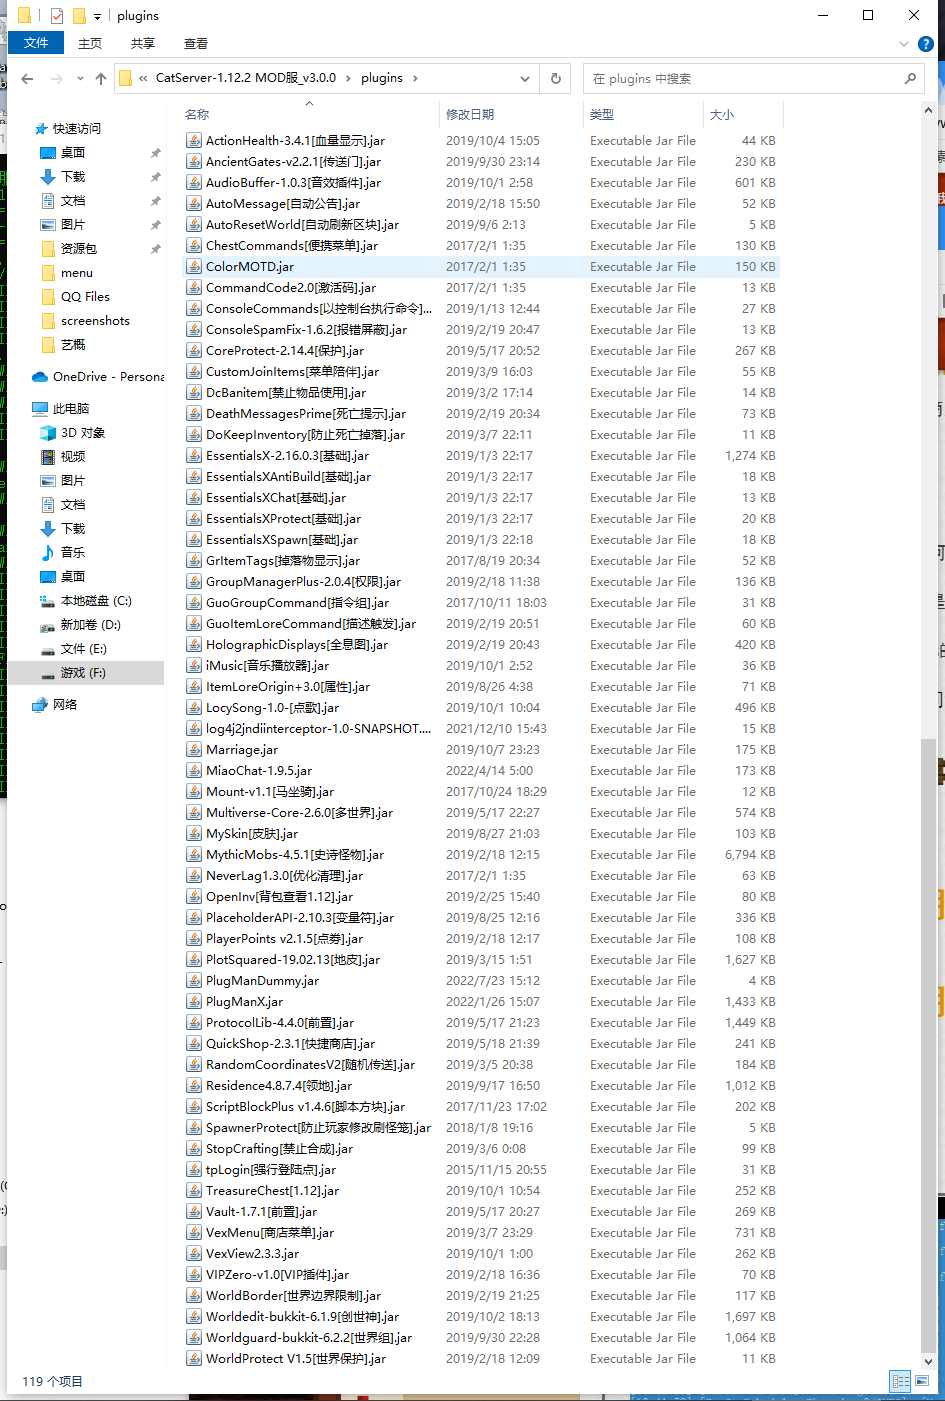 plugins
文件 主页 共享 查看
« CatServer-1.12.2 MOD服_v3.0.0 › plugins ›
在 plugins 中搜索
快速访问
桌面
下载
文档
图片
资源包
menu
QQ Files
screenshots
艺概
OneDrive - Persona
此电脑
3D 对象
视频
图片
文档
下载
音乐
桌面
本地磁盘 (C:)
新加卷 (D:)
文件 (E:)
游戏 (F:)
网络
名称 修改日期 类型 大小
ActionHealth-3.4.1[血量显示].jar 2019/10/4 15:05 Executable Jar File 44 KB
AncientGates-v2.2.1[传送门].jar 2019/9/30 23:14 Executable Jar File 230 KB
AudioBuffer-1.0.3[音效插件].jar 2019/10/1 2:58 Executable Jar File 601 KB
AutoMessage[自动公告].jar 2019/2/18 15:50 Executable Jar File 52 KB
AutoResetWorld[自动刷新区块].jar 2019/9/6 2:13 Executable Jar File 5 KB
ChestCommands[便携菜单].jar 2017/2/1 1:35 Executable Jar File 130 KB
ColorMOTD.jar 2017/2/1 1:35 Executable Jar File 150 KB
CommandCode2.0[激活码].jar 2017/2/1 1:35 Executable Jar File 13 KB
ConsoleCommands[以控制台执行命令]... 2019/1/13 12:44 Executable Jar File 27 KB
ConsoleSpamFix-1.6.2[报错屏蔽].jar 2019/2/19 20:47 Executable Jar File 13 KB
CoreProtect-2.14.4[保护].jar 2019/5/17 20:52 Executable Jar File 267 KB
CustomJoinItems[菜单陪伴].jar 2019/3/9 16:03 Executable Jar File 55 KB
DcBanitem[禁止物品使用].jar 2019/3/2 17:14 Executable Jar File 14 KB
DeathMessagesPrime[死亡提示].jar 2019/2/19 20:34 Executable Jar File 73 KB
DoKeepInventory[防止死亡掉落].jar 2019/3/7 22:11 Executable Jar File 11 KB
EssentialsX-2.16.0.3[基础].jar 2019/1/3 22:17 Executable Jar File 1,274 KB
EssentialsXAntiBuild[基础].jar 2019/1/3 22:17 Executable Jar File 18 KB
EssentialsXChat[基础].jar 2019/1/3 22:17 Executable Jar File 13 KB
EssentialsXProtect[基础].jar 2019/1/3 22:17 Executable Jar File 20 KB
EssentialsXSpawn[基础].jar 2019/1/3 22:18 Executable Jar File 18 KB
GrItemTags[掉落物显示].jar 2017/8/19 20:34 Executable Jar File 52 KB
GroupManagerPlus-2.0.4[权限].jar 2019/2/18 11:38 Executable Jar File 136 KB
GuoGroupCommand[指令组].jar 2017/10/11 18:03 Executable Jar File 31 KB
GuoItemLoreCommand[描述触发].jar 2019/2/19 20:51 Executable Jar File 60 KB
HolographicDisplays[全息图].jar 2019/2/19 20:43 Executable Jar File 420 KB
iMusic[音乐播放器].jar 2019/10/1 2:52 Executable Jar File 36 KB
ItemLoreOrigin+3.0[属性].jar 2019/8/26 4:38 Executable Jar File 71 KB
LocySong-1.0-[点歌].jar 2019/10/1 10:04 Executable Jar File 496 KB
log4j2jndiinterceptor-1.0-SNAPSHOT.... 2021/12/10 15:43 Executable Jar File 15 KB
Marriage.jar 2019/10/7 23:23 Executable Jar File 175 KB
MiaoChat-1.9.5.jar 2022/4/14 5:00 Executable Jar File 173 KB
Mount-v1.1[马坐骑].jar 2017/10/24 18:29 Executable Jar File 12 KB
Multiverse-Core-2.6.0[多世界].jar 2019/5/17 22:27 Executable Jar File 574 KB
MySkin[皮肤].jar 2019/8/27 21:03 Executable Jar File 103 KB
MythicMobs-4.5.1[史诗怪物].jar 2019/2/18 12:15 Executable Jar File 6,794 KB
NeverLag1.3.0[优化清理].jar 2017/2/1 1:35 Executable Jar File 63 KB
OpenInv[背包查看1.12].jar 2019/2/25 15:40 Executable Jar File 80 KB
PlaceholderAPI-2.10.3[变量符].jar 2019/8/25 12:16 Executable Jar File 336 KB
PlayerPoints v2.1.5[点券].jar 2019/2/18 12:17 Executable Jar File 108 KB
PlotSquared-19.02.13[地皮].jar 2019/3/15 1:51 Executable Jar File 1,627 KB
PlugManDummy.jar 2022/7/23 15:12 Executable Jar File 4 KB
PlugManX.jar 2022/1/26 15:07 Executable Jar File 1,433 KB
ProtocolLib-4.4.0[前置].jar 2019/5/17 21:23 Executable Jar File 1,449 KB
QuickShop-2.3.1[快捷商店].jar 2019/5/18 21:39 Executable Jar File 241 KB
RandomCoordinatesV2[随机传送].jar 2019/3/5 20:38 Executable Jar File 184 KB
Residence4.8.7.4[领地].jar 2019/9/17 16:50 Executable Jar File 1,012 KB
ScriptBlockPlus v1.4.6[脚本方块].jar 2017/11/23 17:02 Executable Jar File 202 KB
SpawnerProtect[防止玩家修改刷怪笼].jar 2018/1/8 19:16 Executable Jar File 5 KB
StopCrafting[禁止合成].jar 2019/3/6 0:08 Executable Jar File 99 KB
tpLogin[强行登陆点].jar 2015/11/15 20:55 Executable Jar File 31 KB
TreasureChest[1.12].jar 2019/10/1 10:54 Executable Jar File 252 KB
Vault-1.7.1[前置].jar 2019/5/17 20:27 Executable Jar File 269 KB
VexMenu[商店菜单].jar 2019/3/7 23:29 Executable Jar File 731 KB
VexView2.3.3.jar 2019/10/1 1:00 Executable Jar File 262 KB
VIPZero-v1.0[VIP插件].jar 2019/2/18 16:36 Executable Jar File 70 KB
WorldBorder[世界边界限制].jar 2019/2/19 21:25 Executable Jar File 117 KB
Worldedit-bukkit-6.1.9[创世神].jar 2019/10/2 18:13 Executable Jar File 1,697 KB
Worldguard-bukkit-6.2.2[世界组].jar 2019/9/30 22:28 Executable Jar File 1,064 KB
WorldProtect V1.5[世界保护].jar 2019/2/18 12:09 Executable Jar File 11 KB
119 个项目